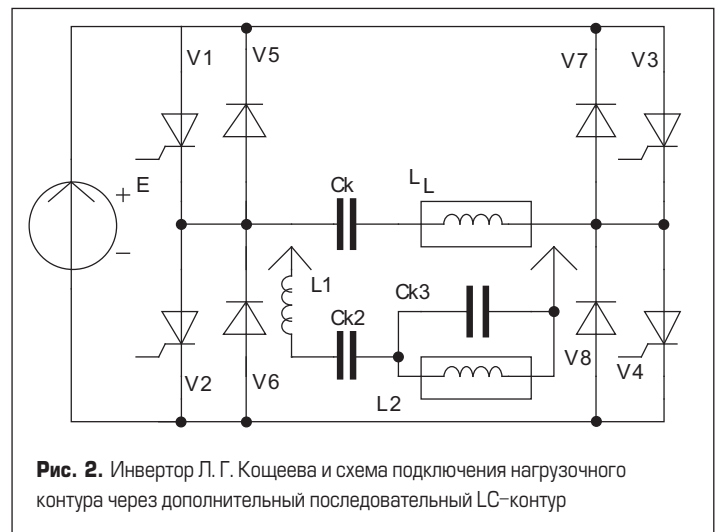 V1
V5
V7
V3
E
+
−
Ck
L L
L1
Ck2
Ck3
L2
V2
V6
V8
V4
Рис. 2. Инвертор Л. Г. Кощеева и схема подключения нагрузочного
контура через дополнительный последовательный LC–контур